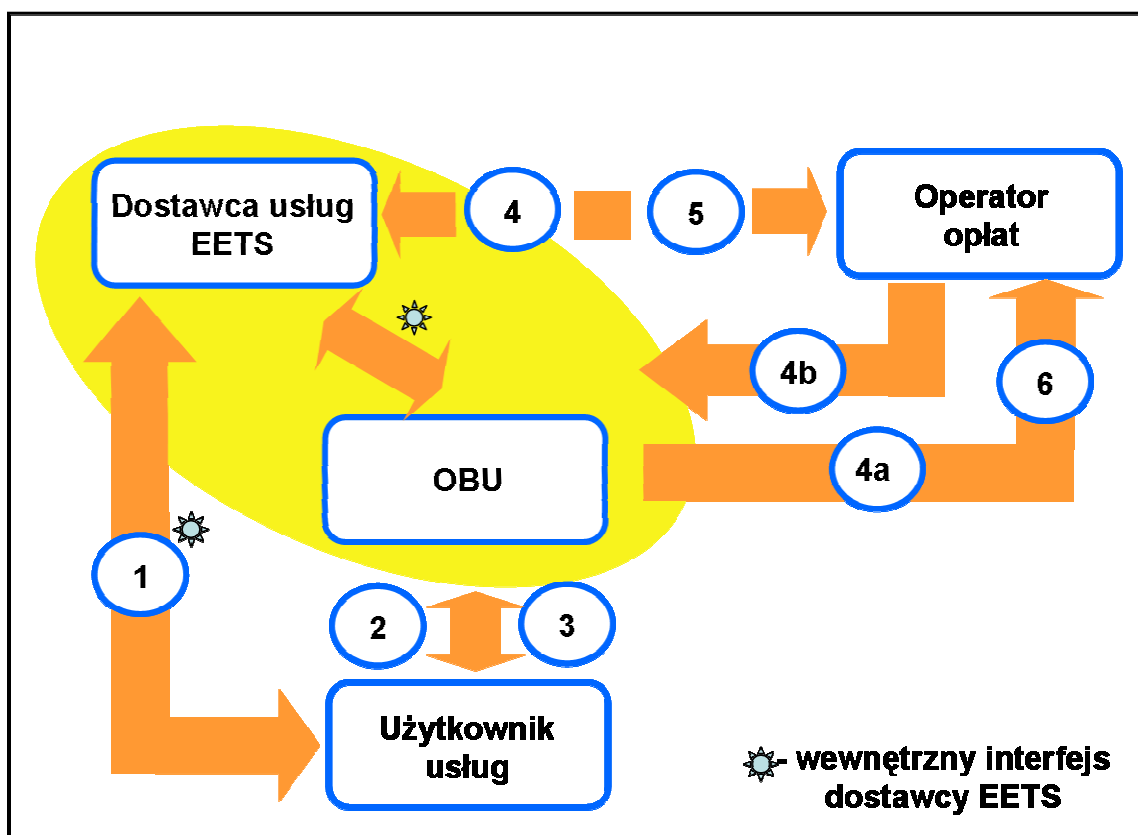 Dostawca usług
EETS
4
5
Operator
opłat
4b
6
OBU
4a
1
2
3
Użytkownik
usług
- wewnętrzny interfejs
dostawcy EETS